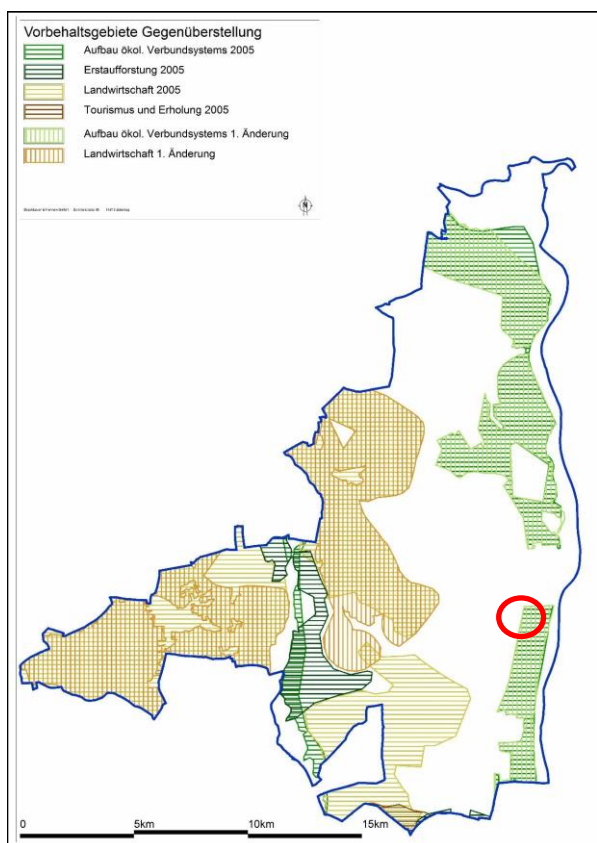 Vorbehaltsgebiete Gegenüberstellung
Aufbau ökol. Verbundsystems 2005
Erstaufforstung 2005
Landwirtschaft 2005
Tourismus und Erholung 2005
Aufbau ökol. Verbundsystems 1. Änderung
Landwirtschaft 1. Änderung
N
0 5km 10km 15km